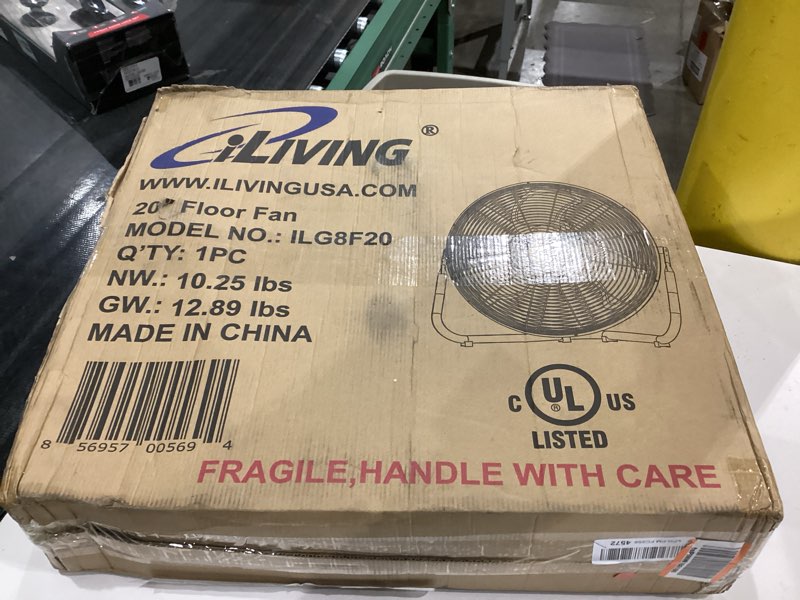 iLIVING®
WWW.ILIVINGUSA.COM
20" Floor Fan
MODEL NO.: ILG8F20
Q'TY: 1PC
NW.: 10.25 lbs
GW.: 12.89 lbs
MADE IN CHINA
8 56957 00569 4
C UL® US
LISTED
FRAGILE,HANDLE WITH CARE
4572